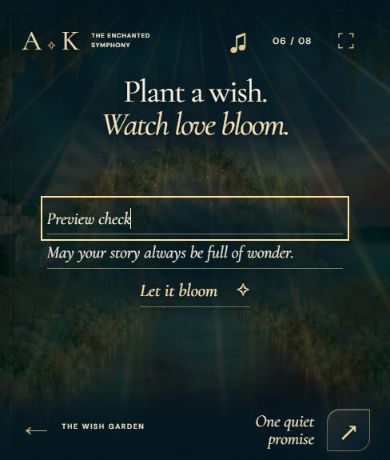 A ✧ K
THE ENCHANTED
SYMPHONY
06 / 08
Plant a wish.
Watch love bloom.
Preview check
May your story always be full of wonder.
Let it bloom ✧
← THE WISH GARDEN
One quiet
promise ↗